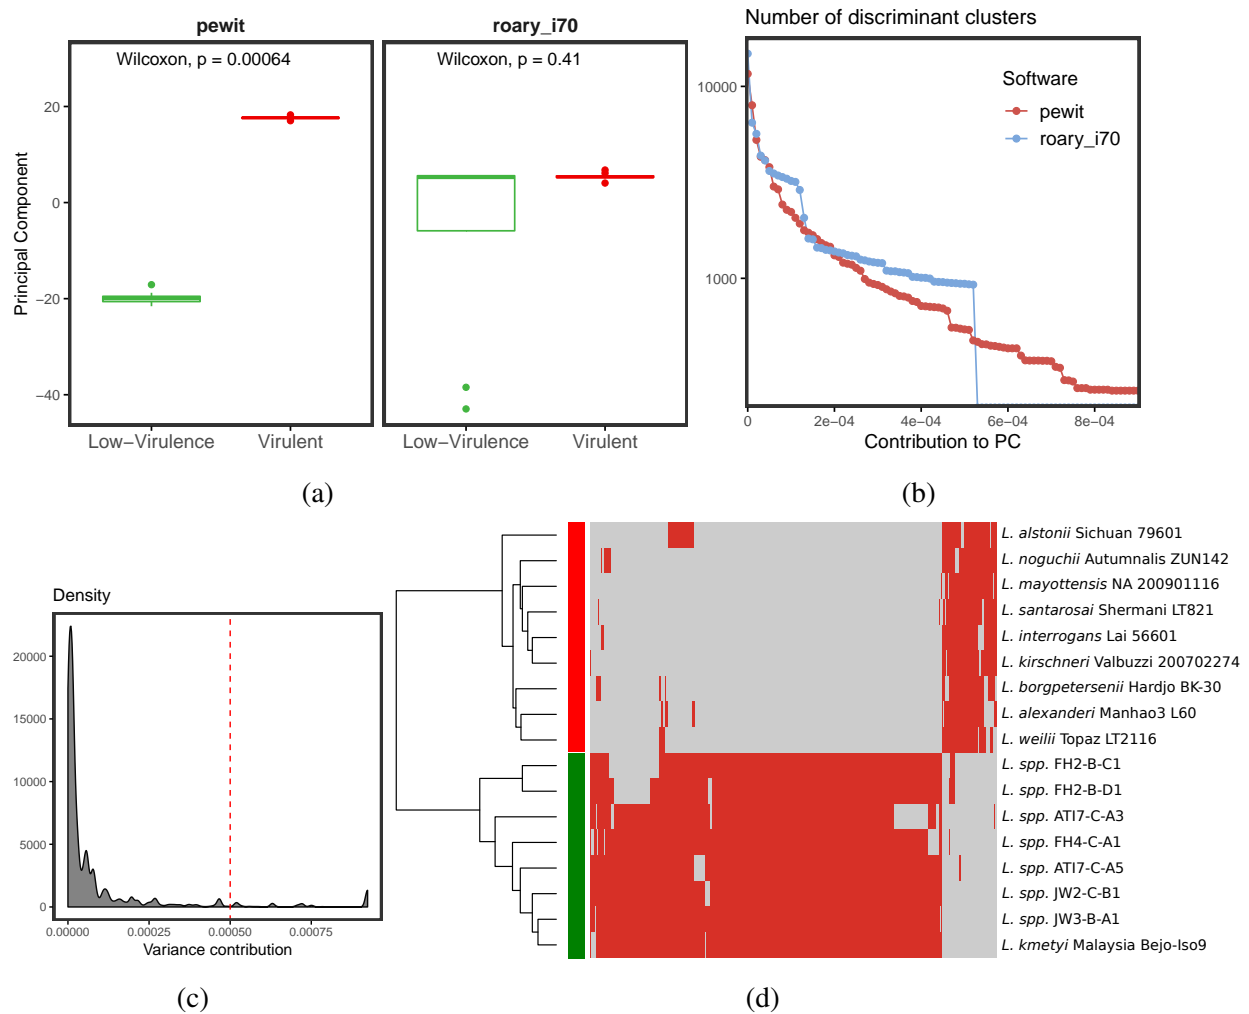 pewit
roary_i70
Wilcoxon, p = 0.00064
Wilcoxon, p = 0.41
Principal Component
20
0
−20
−40
Low−Virulence
Virulent
Low−Virulence
Virulent
(a)
Number of discriminant clusters
10000
1000
Software
pewit
roary_i70
0
2e−04
4e−04
6e−04
8e−04
Contribution to PC
(b)
Density
20000
15000
10000
5000
0
0.00000
0.00025
0.00050
0.00075
Variance contribution
(c)
L. alstonii Sichuan 79601
L. noguchii Autumnalis ZUN142
L. mayottensis NA 200901116
L. santarosai Shermani LT821
L. interrogans Lai 56601
L. kirschneri Valbuzzi 200702274
L. borgpetersenii Hardjo BK-30
L. alexanderi Manhao3 L60
L. weilii Topaz LT2116
L. spp. FH2-B-C1
L. spp. FH2-B-D1
L. spp. ATI7-C-A3
L. spp. FH4-C-A1
L. spp. ATI7-C-A5
L. spp. JW2-C-B1
L. spp. JW3-B-A1
L. kmetyi Malaysia Bejo-Iso9
(d)